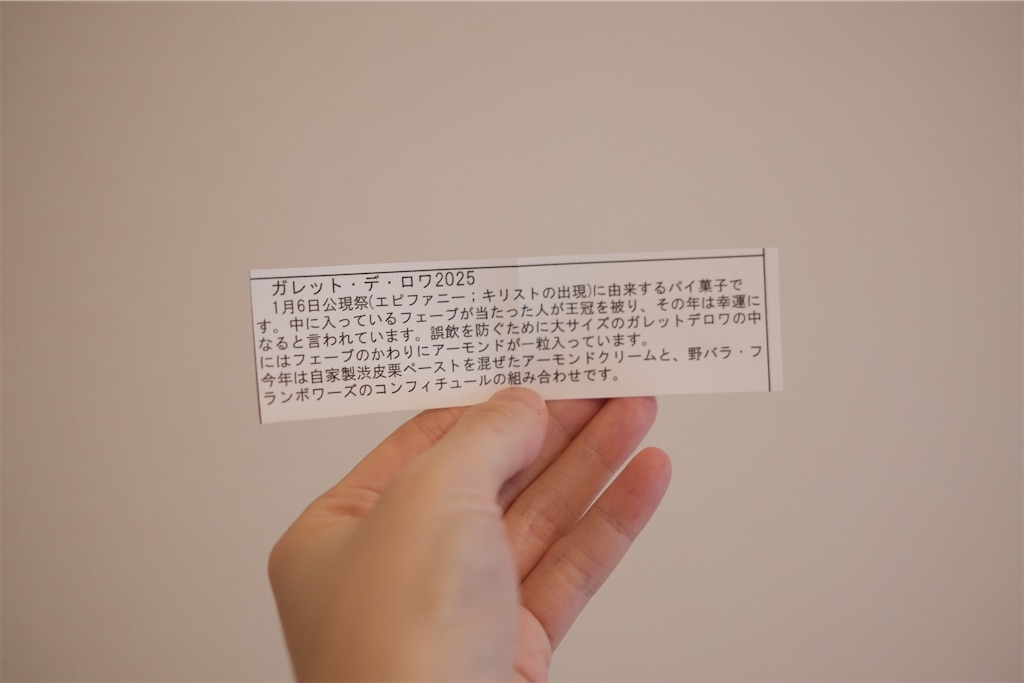 ガレット・デ・ロワ2025
1月6日公現祭(エピファニー；キリストの出現)に由来するパイ菓子で
す。中に入っているフェーブが当たった人が王冠を被り、その年は幸運に
なると言われています。誤飲を防ぐために大サイズのガレットデロワの中
にはフェーブのかわりにアーモンドが一粒入っています。
今年は自家製渋皮栗ペーストを混ぜたアーモンドクリームと、野バラ・フ
ランボワーズのコンフィチュールの組み合わせです。